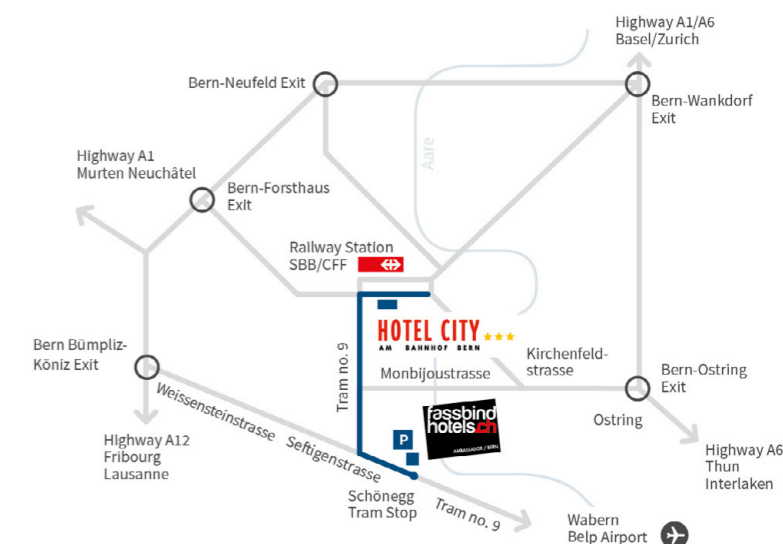 Highway A1/A6
Basel/Zurich
Bern-Neufeld Exit
Bern-Wankdorf
Exit
Aare
Highway A1
Murten Neuchâtel
Bern-Forsthaus
Exit
Railway Station
SBB/CFF
HOTEL CITY
AM BAHNHOF BERN
Tram no. 9
Kirchenfeld-
strasse
Monbijoustrasse
Bern Bümpliz-
Köniz Exit
Bern-Ostring
Exit
Ostring
Weissensteinstrasse
Seftigenstrasse
fassbind
hotels.ch
AMBASSADOR / BERN
P
Highway A12
Fribourg
Lausanne
Highway A6
Thun
Interlaken
Schönegg
Tram Stop
Tram no. 9
Wabern
Belp Airport